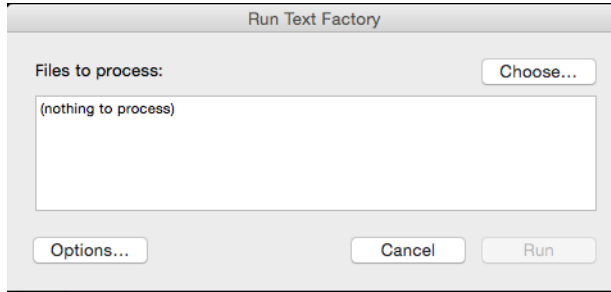 Run Text Factory
Files to process:
Choose...
(nothing to process)
Options...
Cancel
Run